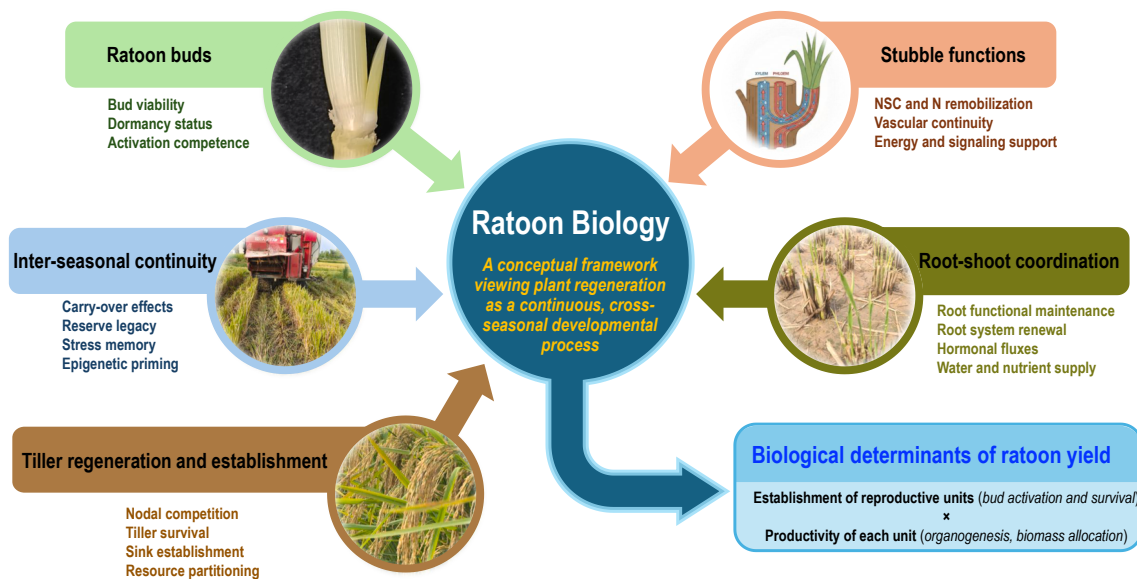 Ratoon buds
Bud viability
Dormancy status
Activation competence
Stubble functions
XYLEM PHLOEM
NSC and N remobilization
Vascular continuity
Energy and signaling support
Ratoon Biology
A conceptual framework
viewing plant regeneration
as a continuous, cross-
seasonal developmental
process
Inter-seasonal continuity
Carry-over effects
Reserve legacy
Stress memory
Epigenetic priming
Root-shoot coordination
Root functional maintenance
Root system renewal
Hormonal fluxes
Water and nutrient supply
Tiller regeneration and establishment
Nodal competition
Tiller survival
Sink establishment
Resource partitioning
Biological determinants of ratoon yield
Establishment of reproductive units (bud activation and survival)
×
Productivity of each unit (organogenesis, biomass allocation)